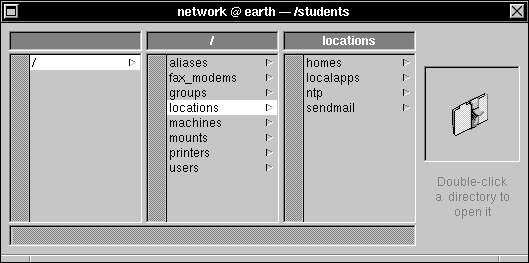 network @ earth — /students
/
locations
/
aliases
fax_modems
groups
locations
machines
mounts
printers
users
homes
localapps
ntp
sendmail
Double-click
a directory to
open it